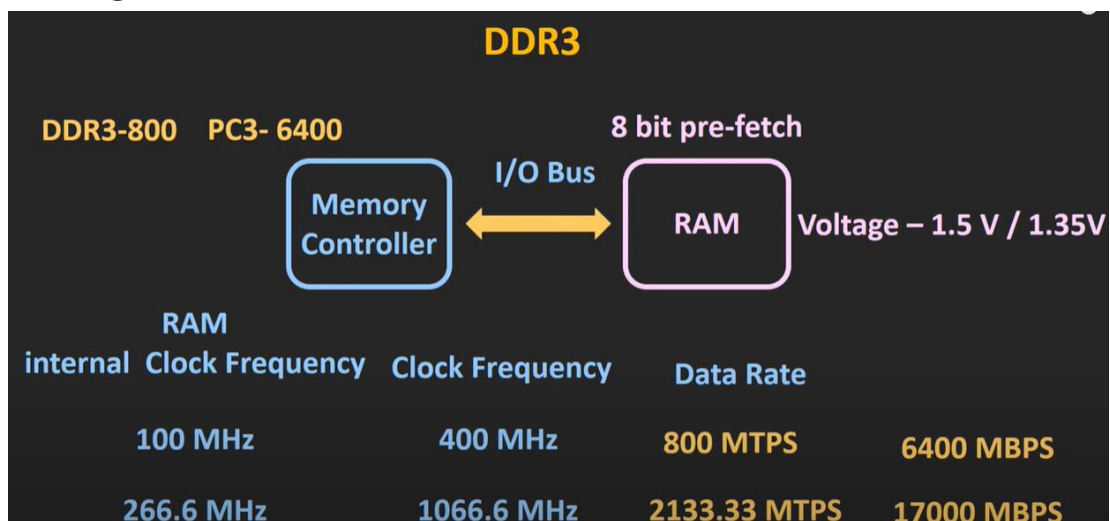 DDR3
DDR3-800 PC3- 6400
8 bit pre-fetch
I/O Bus
Memory
Controller
RAM
Voltage – 1.5 V / 1.35V
RAM
internal Clock Frequency
Clock Frequency
Data Rate
100 MHz 400 MHz 800 MTPS 6400 MBPS
266.6 MHz 1066.6 MHz 2133.33 MTPS 17000 MBPS